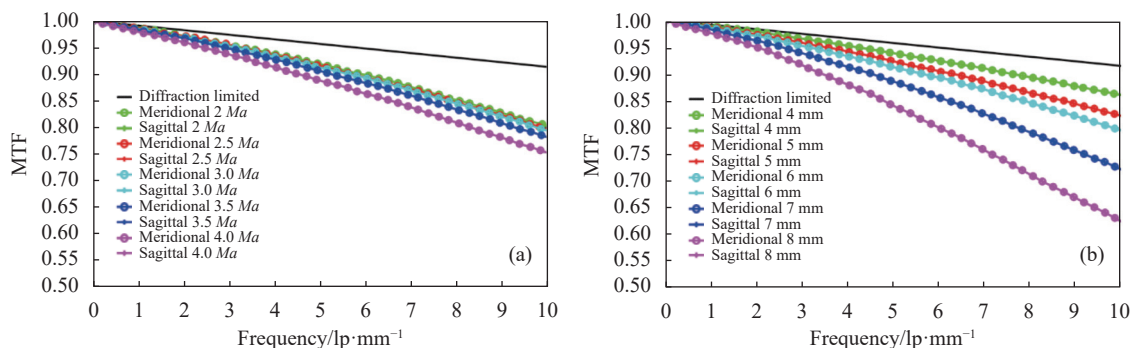 1.00
0.95
0.90
0.85
0.80
0.75
0.70
0.65
0.60
0.55
0.50
MTF
Diffraction limited
Meridional 2 Ma
Sagittal 2 Ma
Meridional 2.5 Ma
Sagittal 2.5 Ma
Meridional 3.0 Ma
Sagittal 3.0 Ma
Meridional 3.5 Ma
Sagittal 3.5 Ma
Meridional 4.0 Ma
Sagittal 4.0 Ma
(a)
0 1 2 3 4 5 6 7 8 9 10
Frequency/lp·mm⁻¹
1.00
0.95
0.90
0.85
0.80
0.75
0.70
0.65
0.60
0.55
0.50
MTF
Diffraction limited
Meridional 4 mm
Sagittal 4 mm
Meridional 5 mm
Sagittal 5 mm
Meridional 6 mm
Sagittal 6 mm
Meridional 7 mm
Sagittal 7 mm
Meridional 8 mm
Sagittal 8 mm
(b)
0 1 2 3 4 5 6 7 8 9 10
Frequency/lp·mm⁻¹